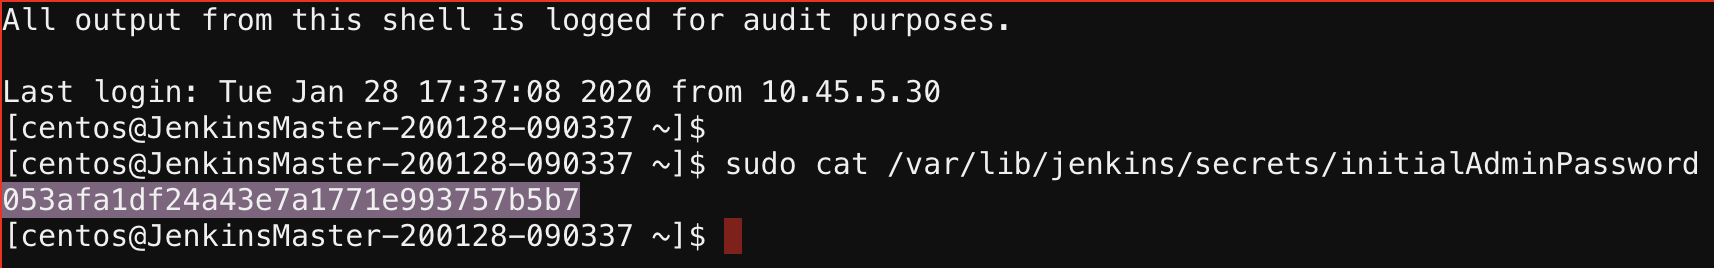 All output from this shell is logged for audit purposes.
Last login: Tue Jan 28 17:37:08 2020 from 10.45.5.30
[centos@JenkinsMaster-200128-090337 ~]$
[centos@JenkinsMaster-200128-090337 ~]$ sudo cat /var/lib/jenkins/secrets/initialAdminPassword
053afa1df24a43e7a1771e993757b5b7
[centos@JenkinsMaster-200128-090337 ~]$